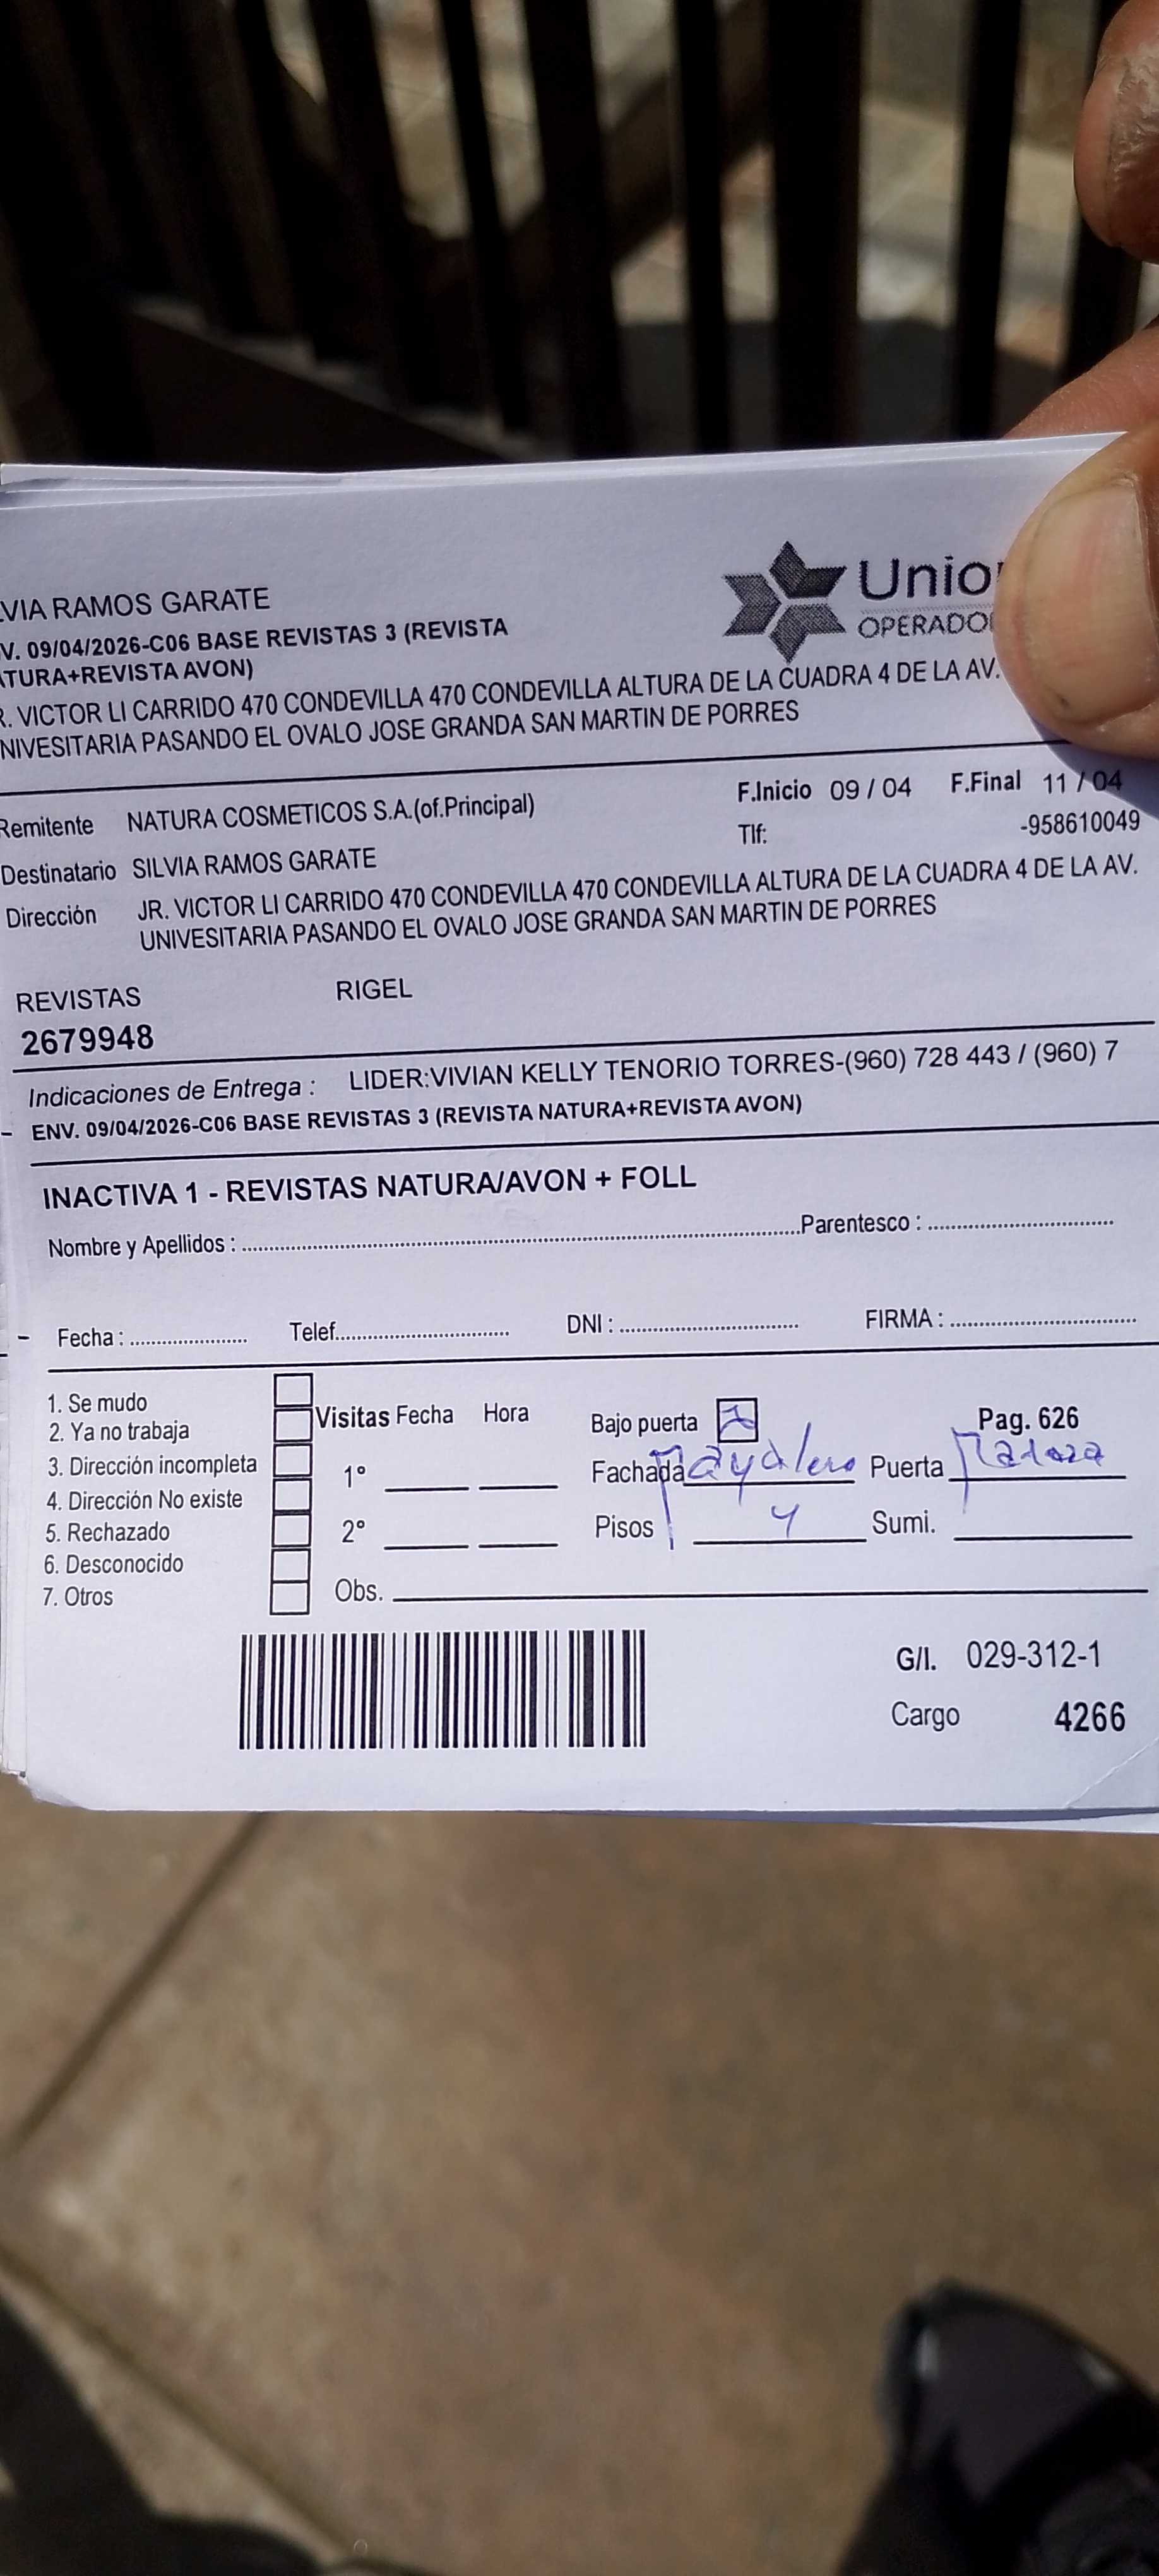 LVIA RAMOS GARATE
V. 09/04/2026-C06 BASE REVISTAS 3 (REVISTA
ATURA+REVISTA AVON)
R. VICTOR LI CARRIDO 470 CONDEVILLA 470 CONDEVILLA ALTURA DE LA CUADRA 4 DE LA AV.
NIVESITARIA PASANDO EL OVALO JOSE GRANDA SAN MARTIN DE PORRES
Union
OPERADO
Remitente NATURA COSMETICOS S.A.(of.Principal) F.Inicio 09 / 04 F.Final 11 / 04
Tlf: -958610049
Destinatario SILVIA RAMOS GARATE
Dirección JR. VICTOR LI CARRIDO 470 CONDEVILLA 470 CONDEVILLA ALTURA DE LA CUADRA 4 DE LA AV.
UNIVESITARIA PASANDO EL OVALO JOSE GRANDA SAN MARTIN DE PORRES
REVISTAS RIGEL
2679948
Indicaciones de Entrega : LIDER:VIVIAN KELLY TENORIO TORRES-(960) 728 443 / (960) 7
ENV. 09/04/2026-C06 BASE REVISTAS 3 (REVISTA NATURA+REVISTA AVON)
INACTIVA 1 - REVISTAS NATURA/AVON + FOLL
Nombre y Apellidos : Parentesco :
Fecha : Telef. DNI : FIRMA :
1. Se mudo
2. Ya no trabaja
3. Dirección incompleta
4. Dirección No existe
5. Rechazado
6. Desconocido
7. Otros
Visitas Fecha Hora
1°
2°
Obs.
Bajo puerta Pag. 626
Fachada Puerta
Pisos 4 Sumi.
G/I. 029-312-1
Cargo 4266